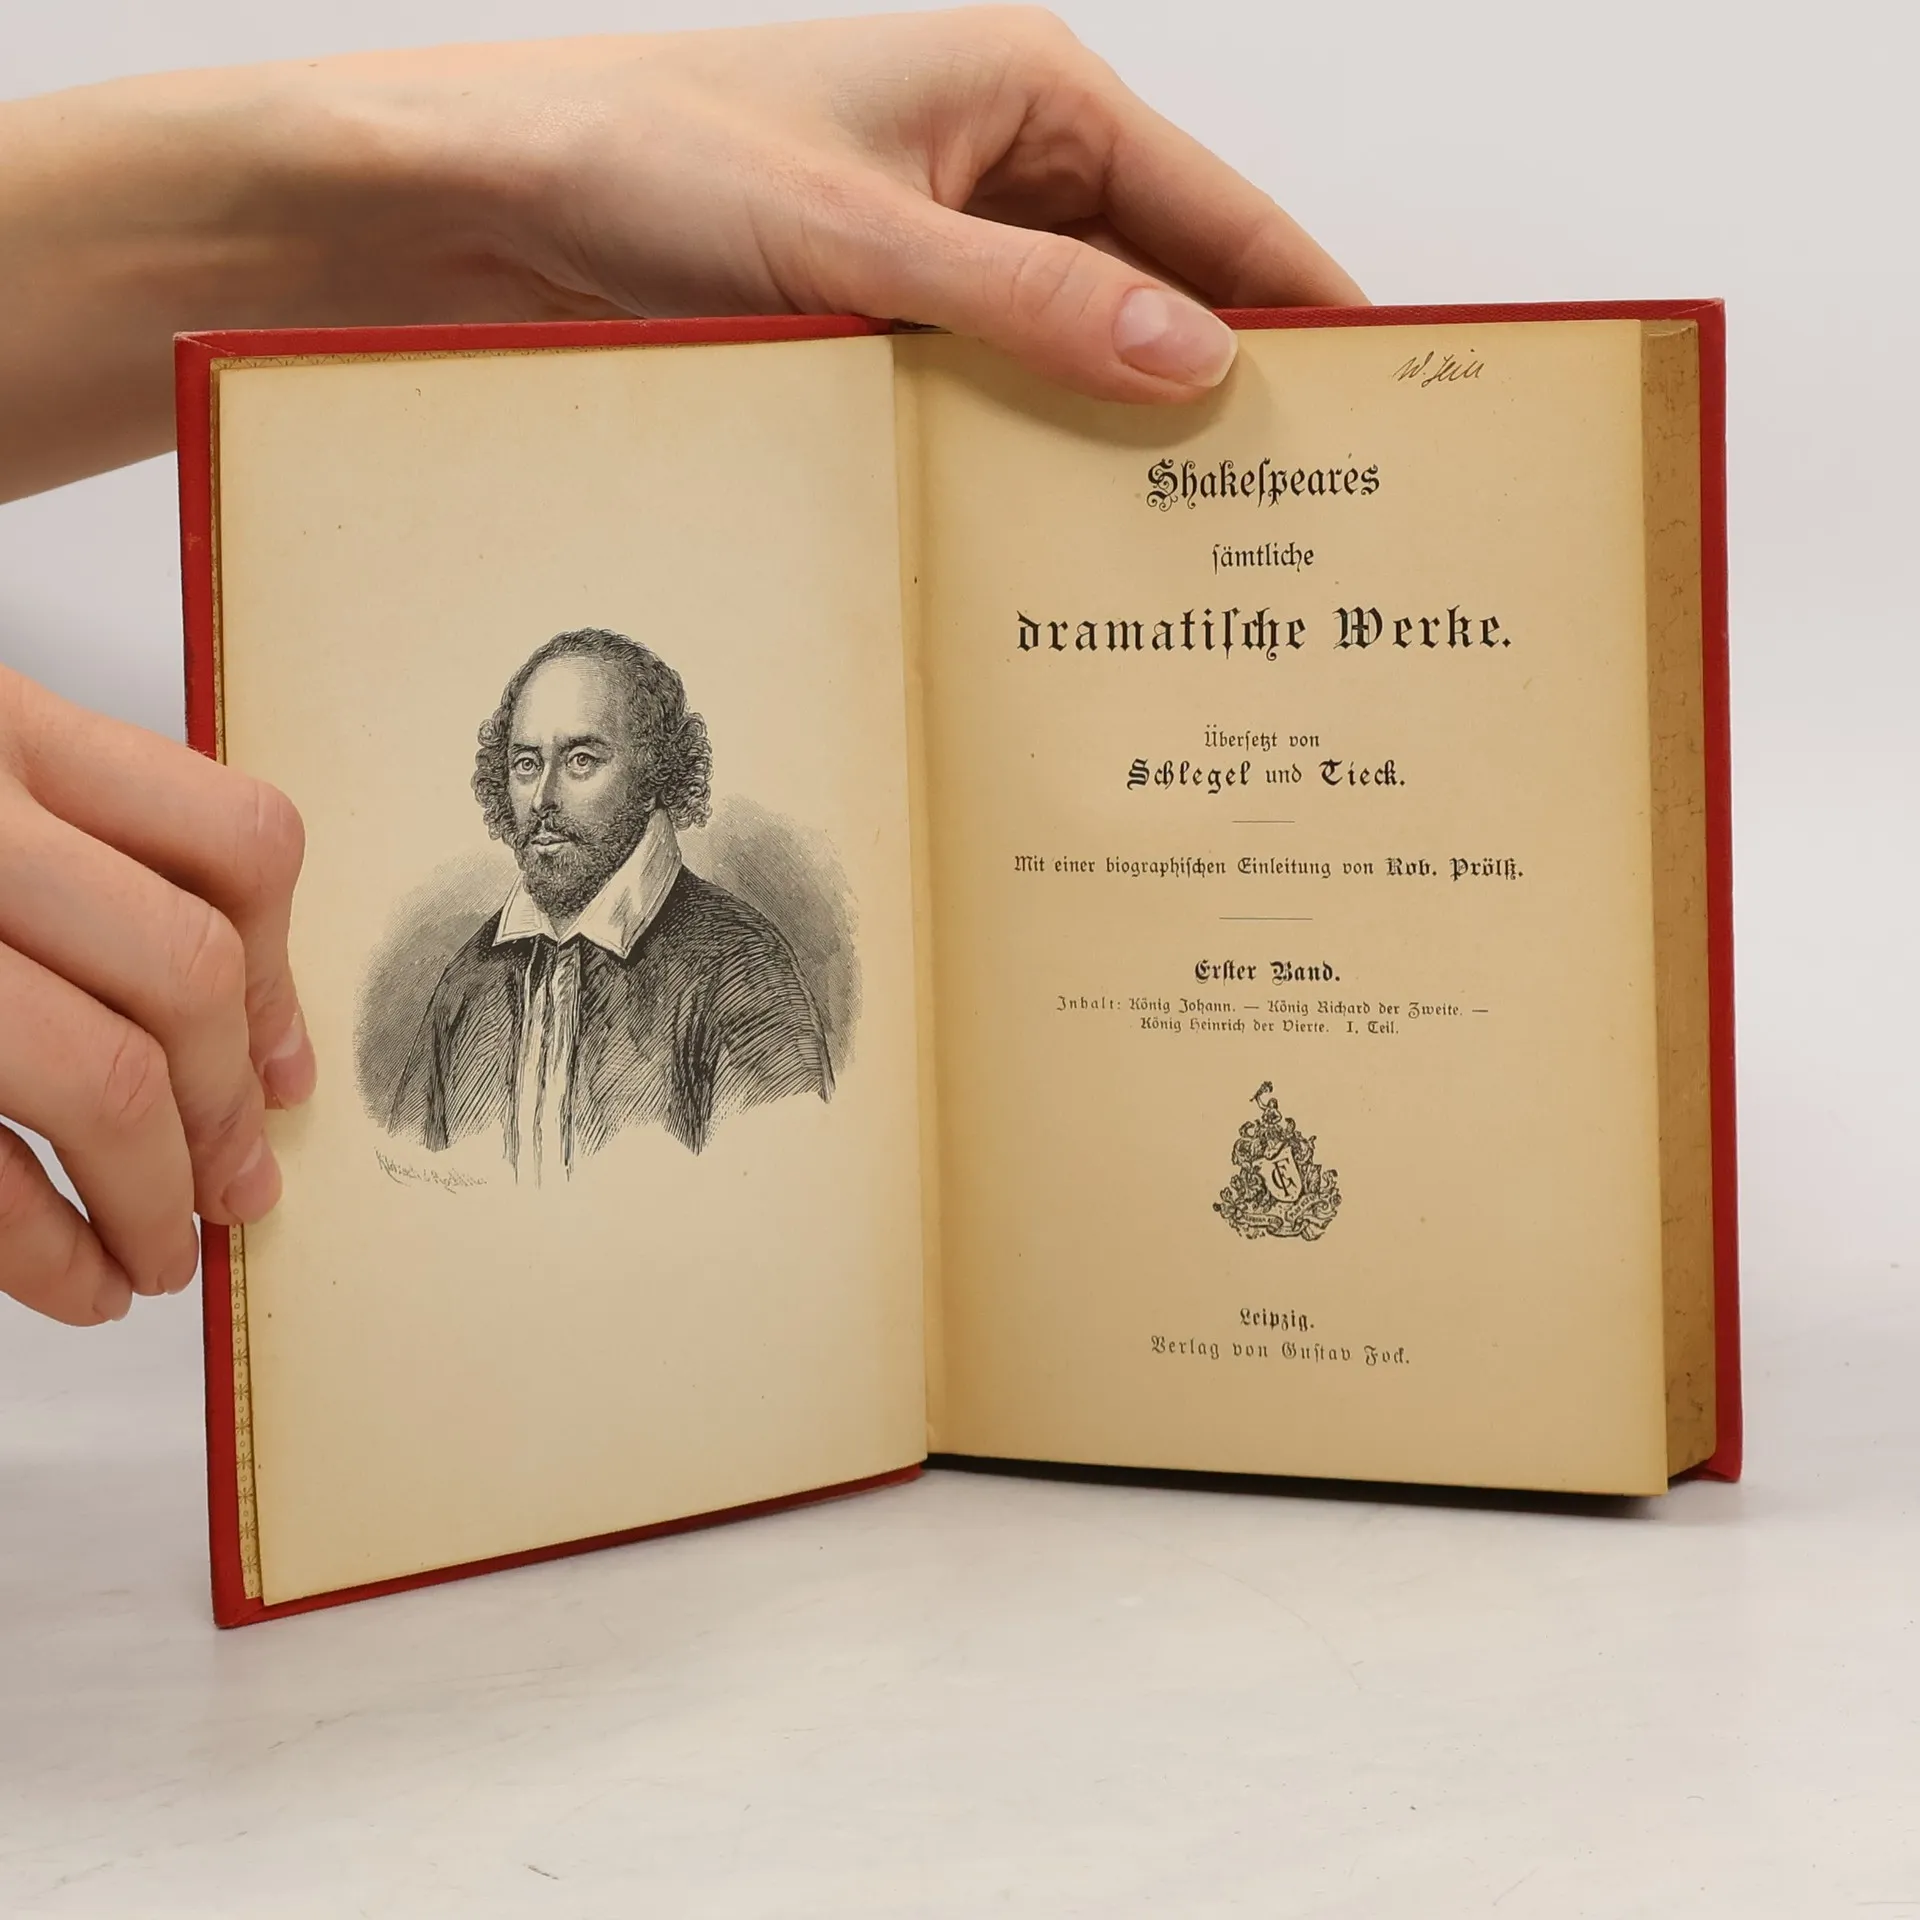 Shakeſpeares
ſämtliche
dramatiſche Werke.
Überſetzt von
Schlegel und Tieck.
Mit einer biographiſchen Einleitung von Rob. Prölß.
Erſter Band.
Inhalt: König Johann. — König Richard der Zweite. —
König Heinrich der Vierte. I. Teil.
GF
Leipzig.
Verlag von Guſtav Fock.